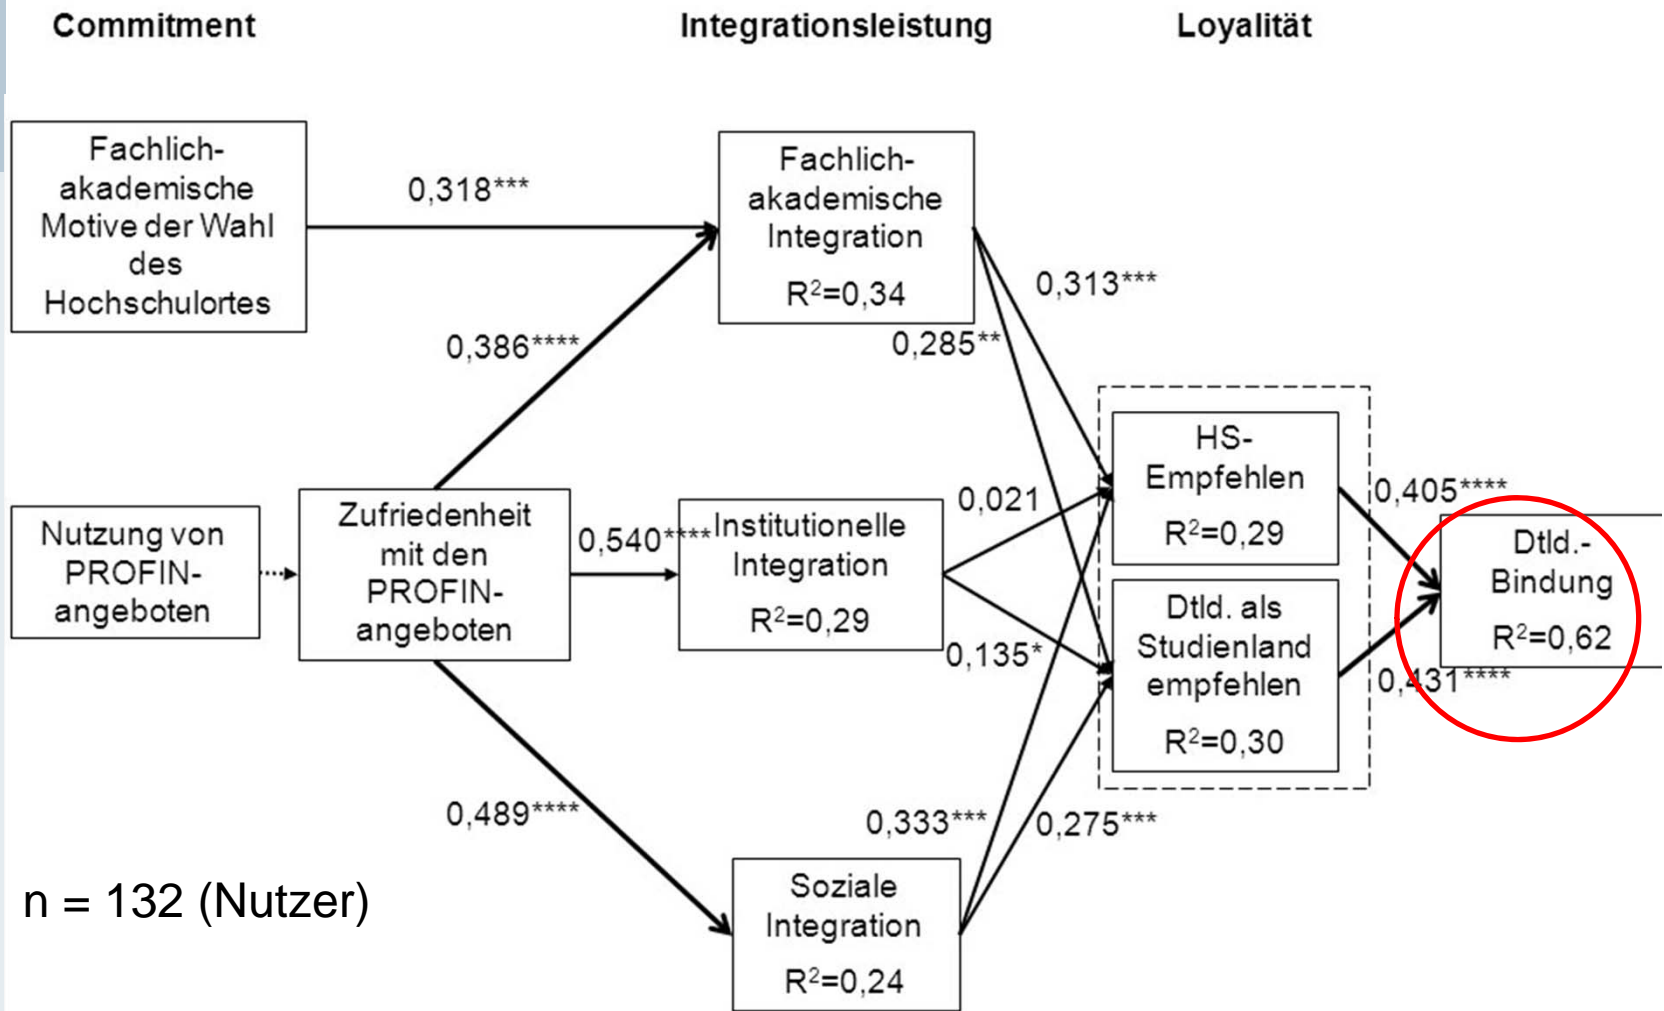 Commitment
Integrationsleistung
Loyalität
Fachlich-
akademische
Motive der Wahl
des
Hochschulortes
0,318***
Fachlich-
akademische
Integration
R²=0,34
0,313***
0,285**
0,386****
HS-
Empfehlen
R²=0,29
0,405****
Nutzung von
PROFIN-
angeboten
Zufriedenheit
mit den
PROFIN-
angeboten
0,540****
Institutionelle
Integration
R²=0,29
0,021
0,135*
Dtld. als
Studienland
empfehlen
R²=0,30
0,431****
Dtld.-
Bindung
R²=0,62
0,489****
0,333***
0,275***
Soziale
Integration
R²=0,24
n = 132 (Nutzer)